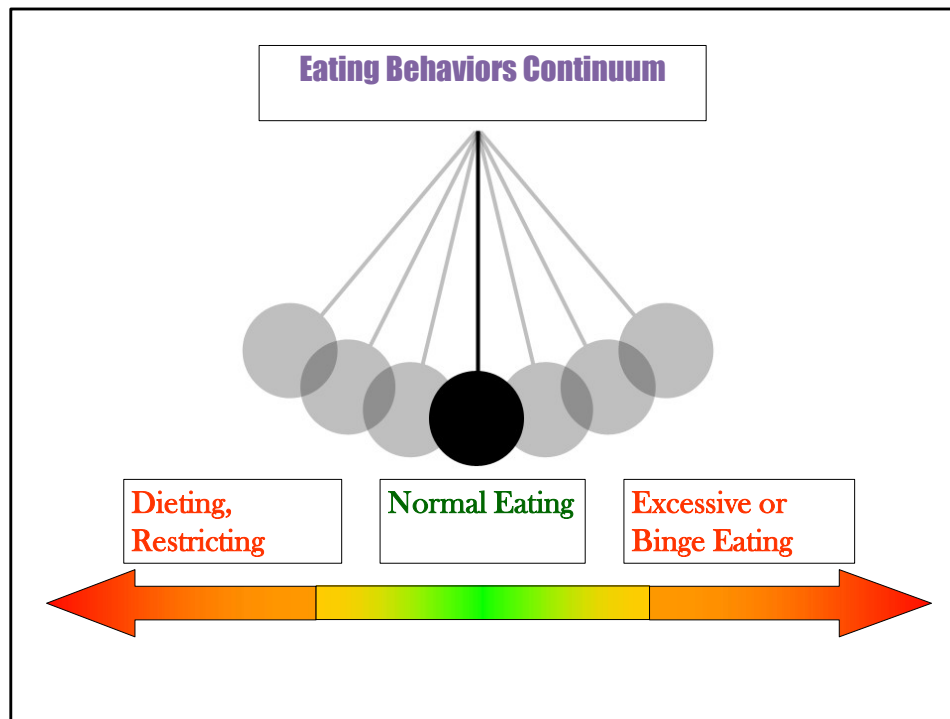 Eating Behaviors Continuum
Dieting,
Restricting
Normal Eating
Excessive or
Binge Eating